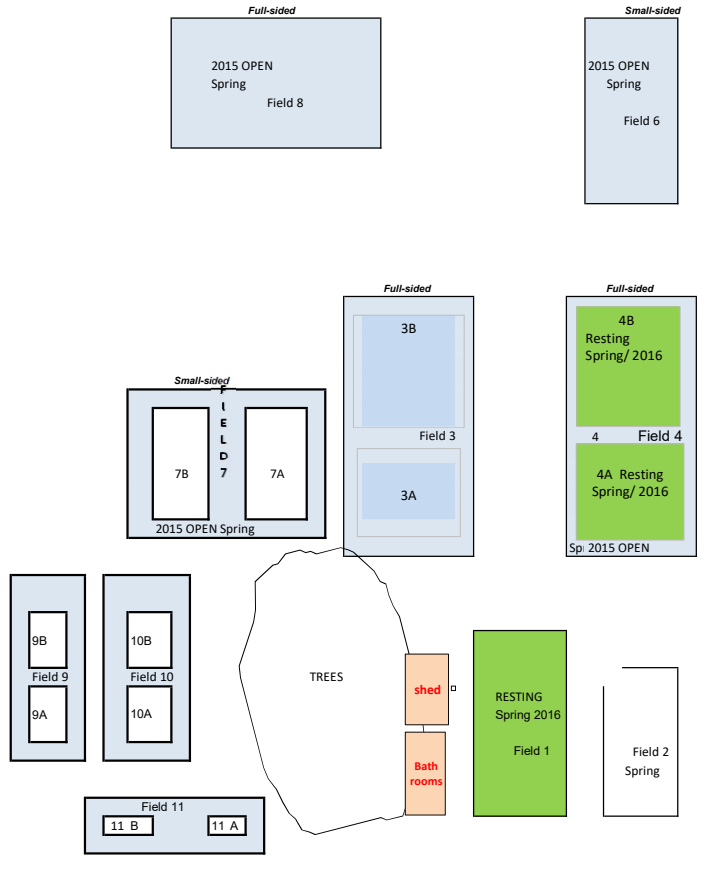 Full-sided
Small-sided
2015 OPEN
Spring
Field 8
2015 OPEN
Spring
Field 6
Full-sided
Full-sided
3B
Field 3
3A
4B
Resting
Spring/ 2016
4 Field 4
4A Resting
Spring/ 2016
Sp 2015 OPEN
Small-sided
F
I
E
L
D
7
7B
7A
2015 OPEN Spring
9B
Field 9
9A
10B
Field 10
10A
TREES
shed
Bath
rooms
RESTING
Spring 2016
Field 1
Field 2
Spring
Field 11
11 B
11 A